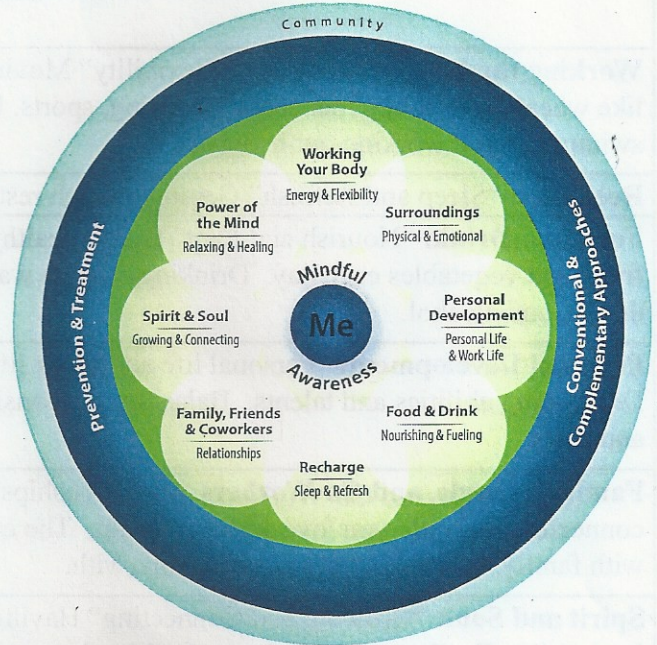 Community
Working
Your Body
Energy & Flexibility
Power of
the Mind
Relaxing & Healing
Surroundings
Physical & Emotional
Mindful
Me
Awareness
Spirit & Soul
Growing & Connecting
Personal
Development
Personal Life
& Work Life
Family, Friends
& Coworkers
Relationships
Food & Drink
Nourishing & Fueling
Recharge
Sleep & Refresh
Prevention & Treatment
Conventional &
Complementary Approaches